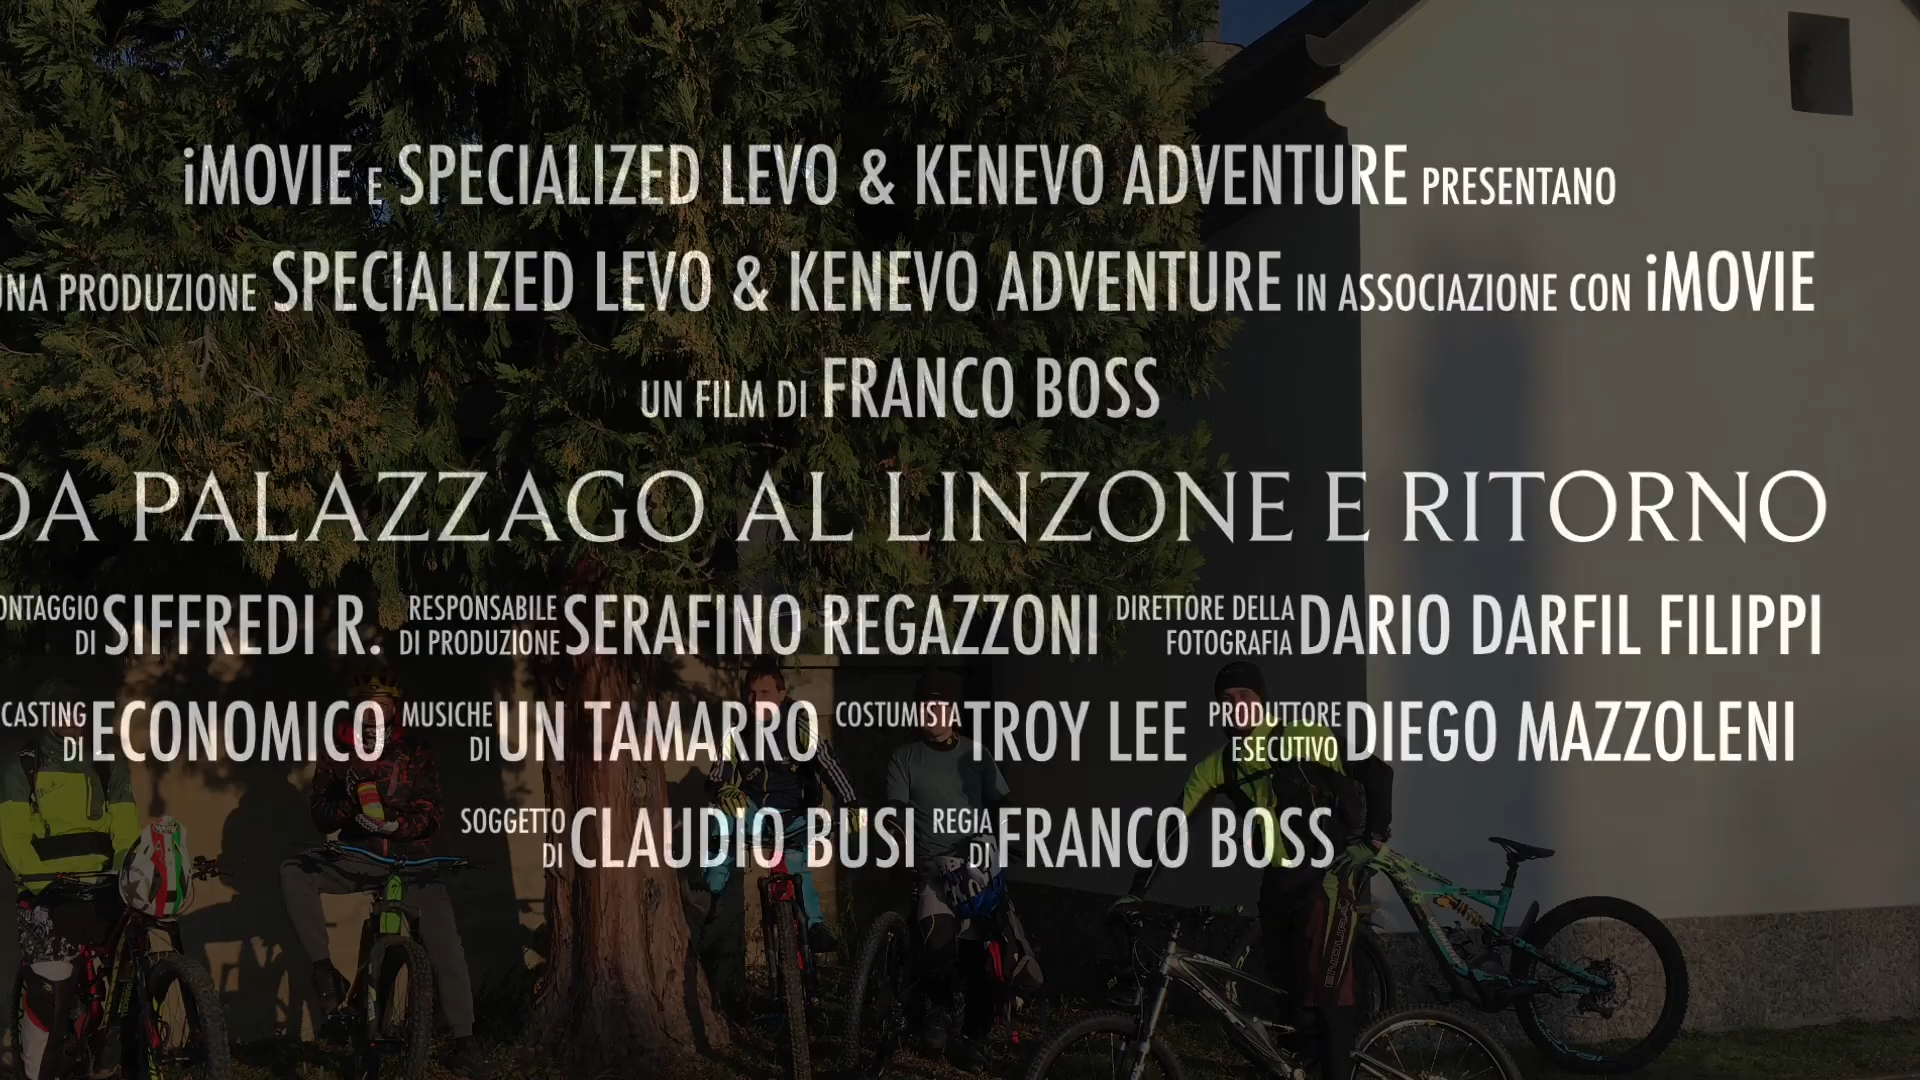 iMOVIE E SPECIALIZED LEVO & KENEVO ADVENTURE PRESENTANO
UNA PRODUZIONE SPECIALIZED LEVO & KENEVO ADVENTURE IN ASSOCIAZIONE CON iMOVIE
UN FILM DI FRANCO BOSS
DA PALAZZAGO AL LINZONE E RITORNO
ONTAGGIO DI SIFFREDI R. RESPONSABILE DI PRODUZIONE SERAFINO REGAZZONI DIRETTORE DELLA FOTOGRAFIA DARIO DARFIL FILIPPI
CASTING DI ECONOMICO MUSICHE DI UN TAMARRO COSTUMISTA TROY LEE PRODUTTORE ESECUTIVO DIEGO MAZZOLENI
SOGGETTO DI CLAUDIO BUSI REGIA DI FRANCO BOSS
ENDURA